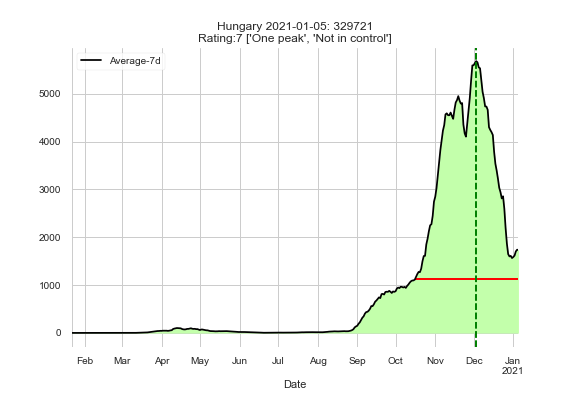 Hungary 2021-01-05: 329721
Rating:7 ['One peak', 'Not in control']
Average-7d
5000
4000
3000
2000
1000
0
Feb Mar Apr May Jun Jul Aug Sep Oct Nov Dec Jan
2021
Date